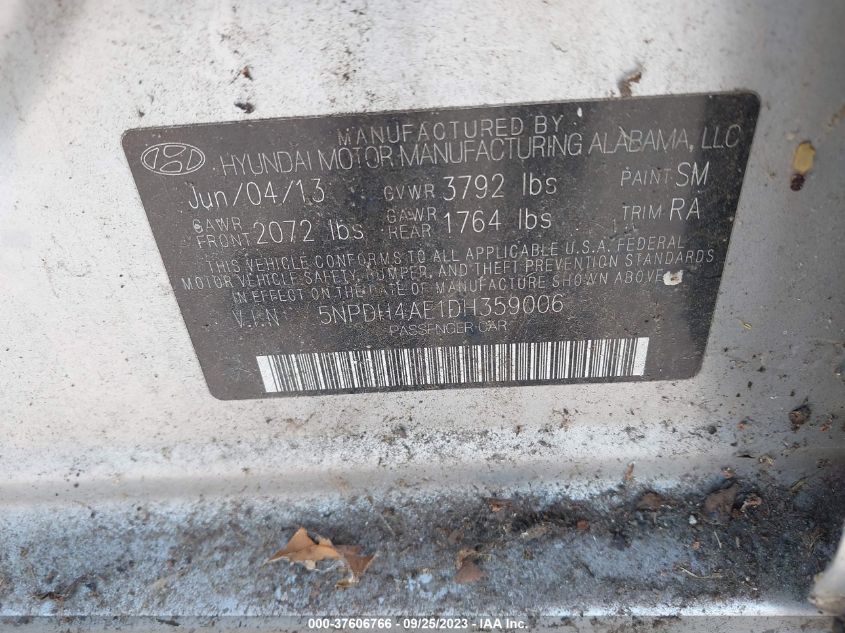 MANUFACTURED BY
HYUNDAI MOTOR MANUFACTURING ALABAMA, LLC
Jun/04/13 GVWR 3792 lbs PAINT SM
GAWR FRONT 2072 lbs GAWR REAR 1764 lbs TRIM RA
THIS VEHICLE CONFORMS TO ALL APPLICABLE U.S.A. FEDERAL
MOTOR VEHICLE SAFETY, BUMPER, AND THEFT PREVENTION STANDARDS
IN EFFECT ON THE DATE OF MANUFACTURE SHOWN ABOVE.
V.I.N 5NPDH4AE1DH359006
PASSENGER CAR
000-37606766 - 09/25/2023 - IAA Inc.